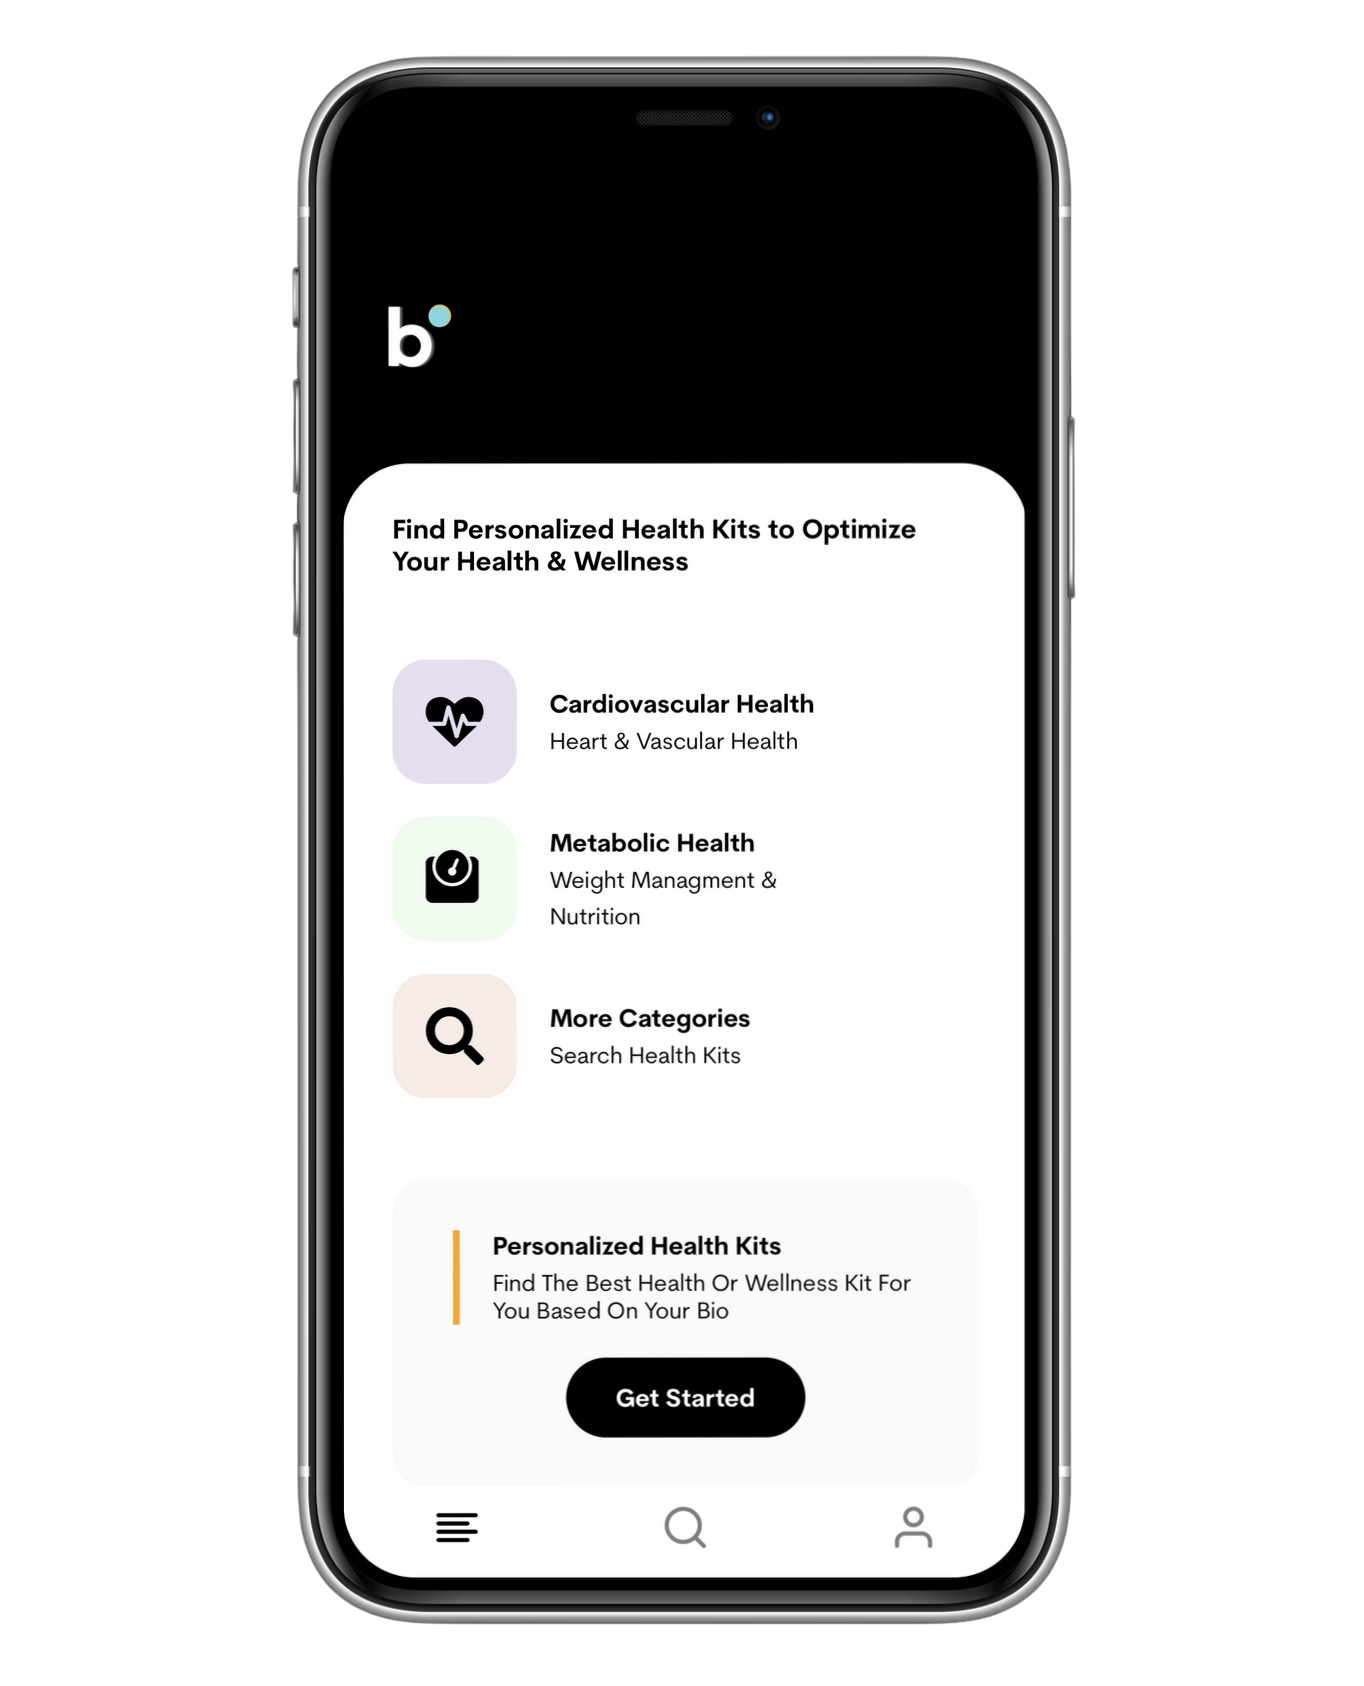 b
Find Personalized Health Kits to Optimize
Your Health & Wellness
Cardiovascular Health
Heart & Vascular Health
Metabolic Health
Weight Managment &
Nutrition
More Categories
Search Health Kits
Personalized Health Kits
Find The Best Health Or Wellness Kit For
You Based On Your Bio
Get Started